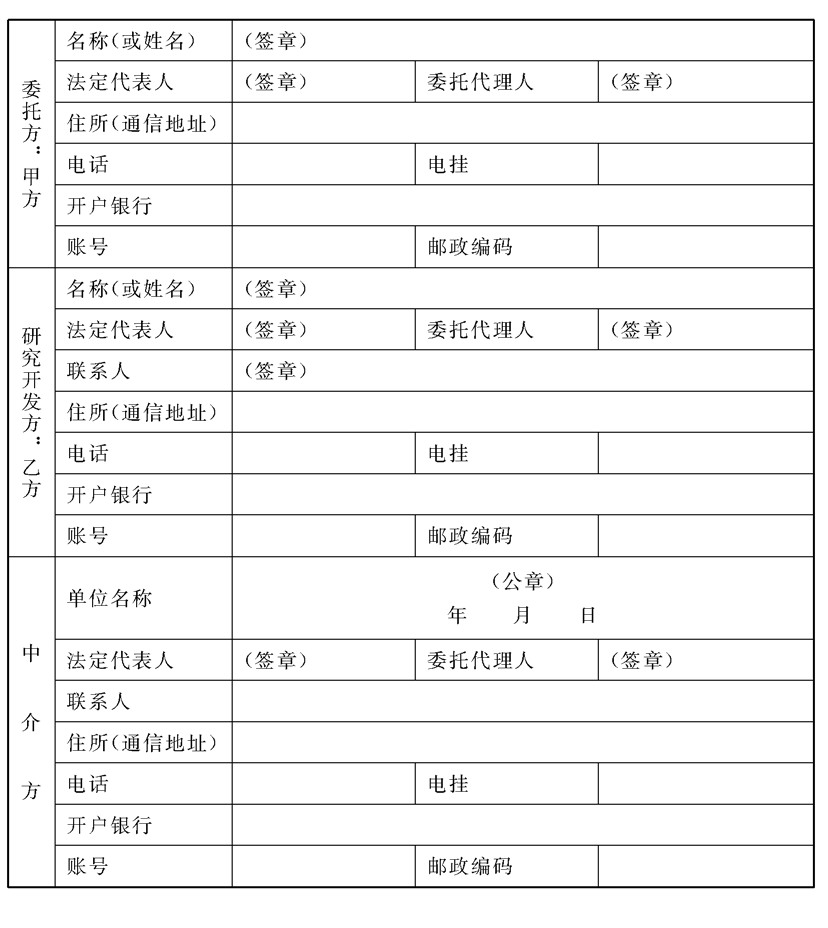 委托方：甲方
名称(或姓名) (签章)
法定代表人 (签章) 委托代理人 (签章)
住所(通信地址)
电话 电挂
开户银行
账号 邮政编码
研究开发方：乙方
名称(或姓名) (签章)
法定代表人 (签章) 委托代理人 (签章)
联系人 (签章)
住所(通信地址)
电话 电挂
开户银行
账号 邮政编码
中介方
单位名称 (公章)
年 月 日
法定代表人 (签章) 委托代理人 (签章)
联系人
住所(通信地址)
电话 电挂
开户银行
账号 邮政编码